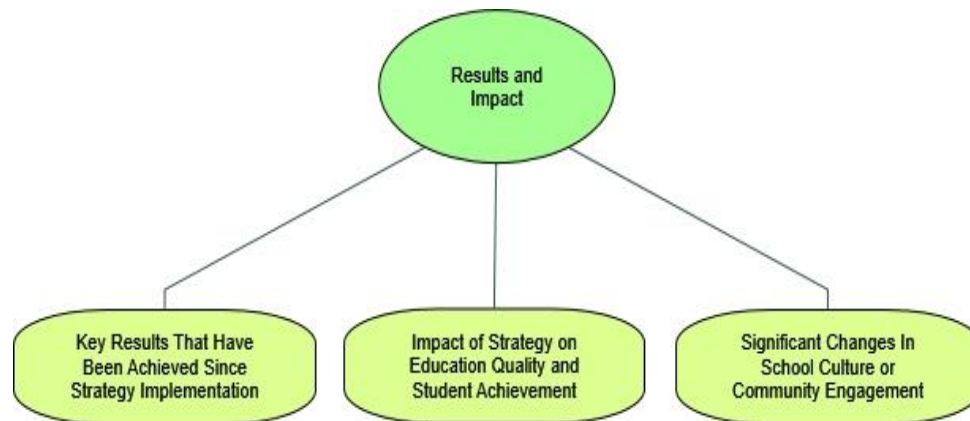 Results and
Impact
Key Results That Have
Been Achieved Since
Strategy Implementation
Impact of Strategy on
Education Quality and
Student Achievement
Significant Changes In
School Culture or
Community Engagement